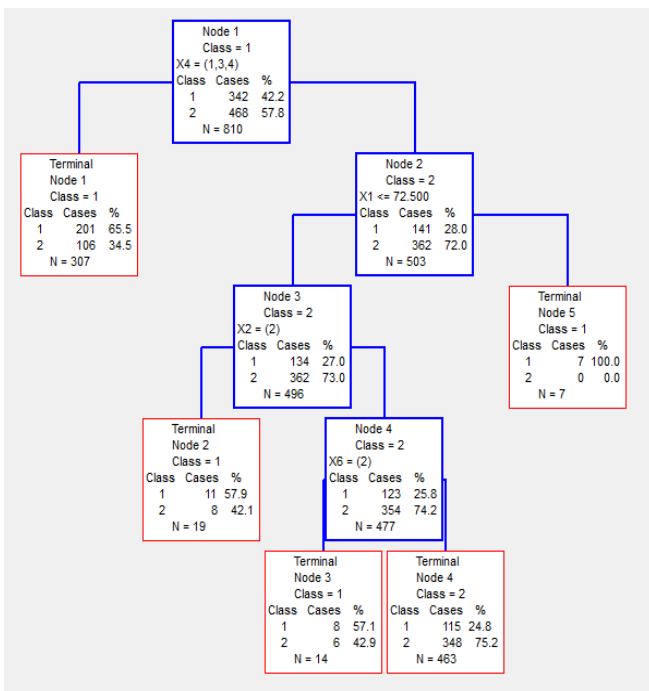 Node 1
Class = 1
X4 = (1,3,4)
Class Cases %
1 342 42.2
2 468 57.8
N = 810
Terminal
Node 1
Class = 1
Class Cases %
1 201 65.5
2 106 34.5
N = 307
Node 2
Class = 2
X1 <= 72.500
Class Cases %
1 141 28.0
2 362 72.0
N = 503
Node 3
Class = 2
X2 = (2)
Class Cases %
1 134 27.0
2 362 73.0
N = 496
Terminal
Node 5
Class = 1
Class Cases %
1 7 100.0
2 0 0.0
N = 7
Terminal
Node 2
Class = 1
Class Cases %
1 11 57.9
2 8 42.1
N = 19
Node 4
Class = 2
X6 = (2)
Class Cases %
1 123 25.8
2 354 74.2
N = 477
Terminal
Node 3
Class = 1
Class Cases %
1 8 57.1
2 6 42.9
N = 14
Terminal
Node 4
Class = 2
Class Cases %
1 115 24.8
2 348 75.2
N = 463